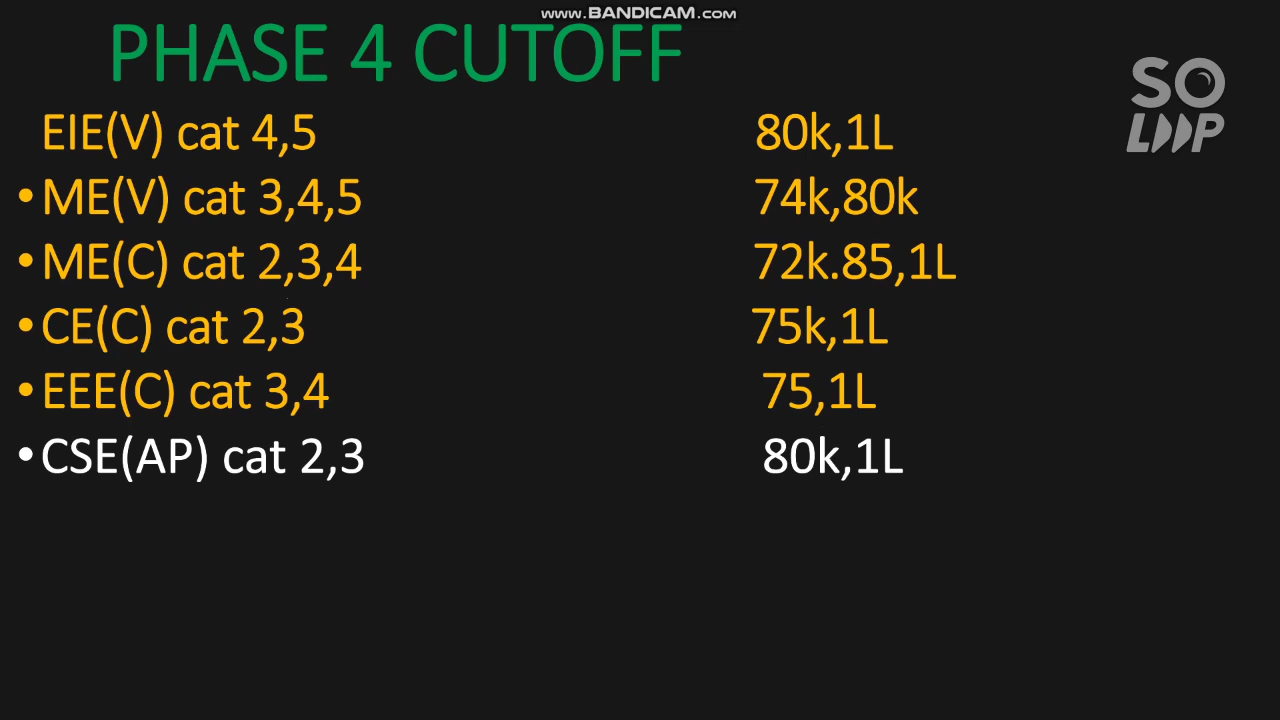 www.BANDICAM.com
PHASE 4 CUTOFF
SO
LOOP
EIE(V) cat 4,5 80k,1L
• ME(V) cat 3,4,5 74k,80k
• ME(C) cat 2,3,4 72k.85,1L
• CE(C) cat 2,3 75k,1L
• EEE(C) cat 3,4 75,1L
• CSE(AP) cat 2,3 80k,1L